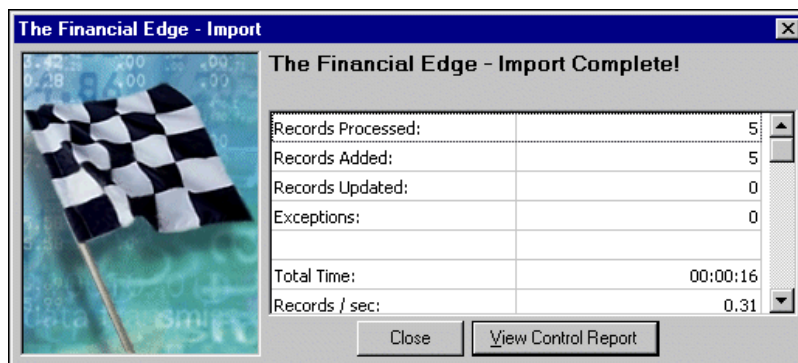 The Financial Edge - Import
The Financial Edge - Import Complete!
Records Processed: 5
Records Added: 5
Records Updated: 0
Exceptions: 0
Total Time: 00:00:16
Records / sec: 0.31
Close View Control Report